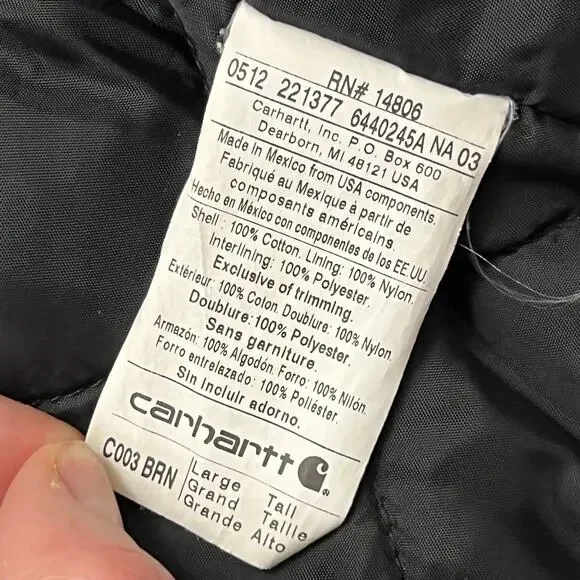 RN# 14806
0512 221377 6440245A NA 03
Carhartt, Inc. P.O. Box 600
Dearborn, MI 48121 USA
Made in Mexico from USA components.
Fabriqué au Mexique à partir de
composants américains.
Hecho en México con componentes de los EE.UU.
Shell: 100% Cotton. Lining: 100% Nylon.
Interlining: 100% Polyester.
Exclusive of trimming.
Extérieur: 100% Coton. Doublure: 100% Nylon.
Doublure: 100% Polyester.
Sans garniture.
Armazón: 100% Algodón. Forro: 100% Nilón.
Forro entrelazado: 100% Poliéster.
Sin Incluir adorno.
carhartt
C003 BRN
Large Tall
Grand Taille
Grande Alto